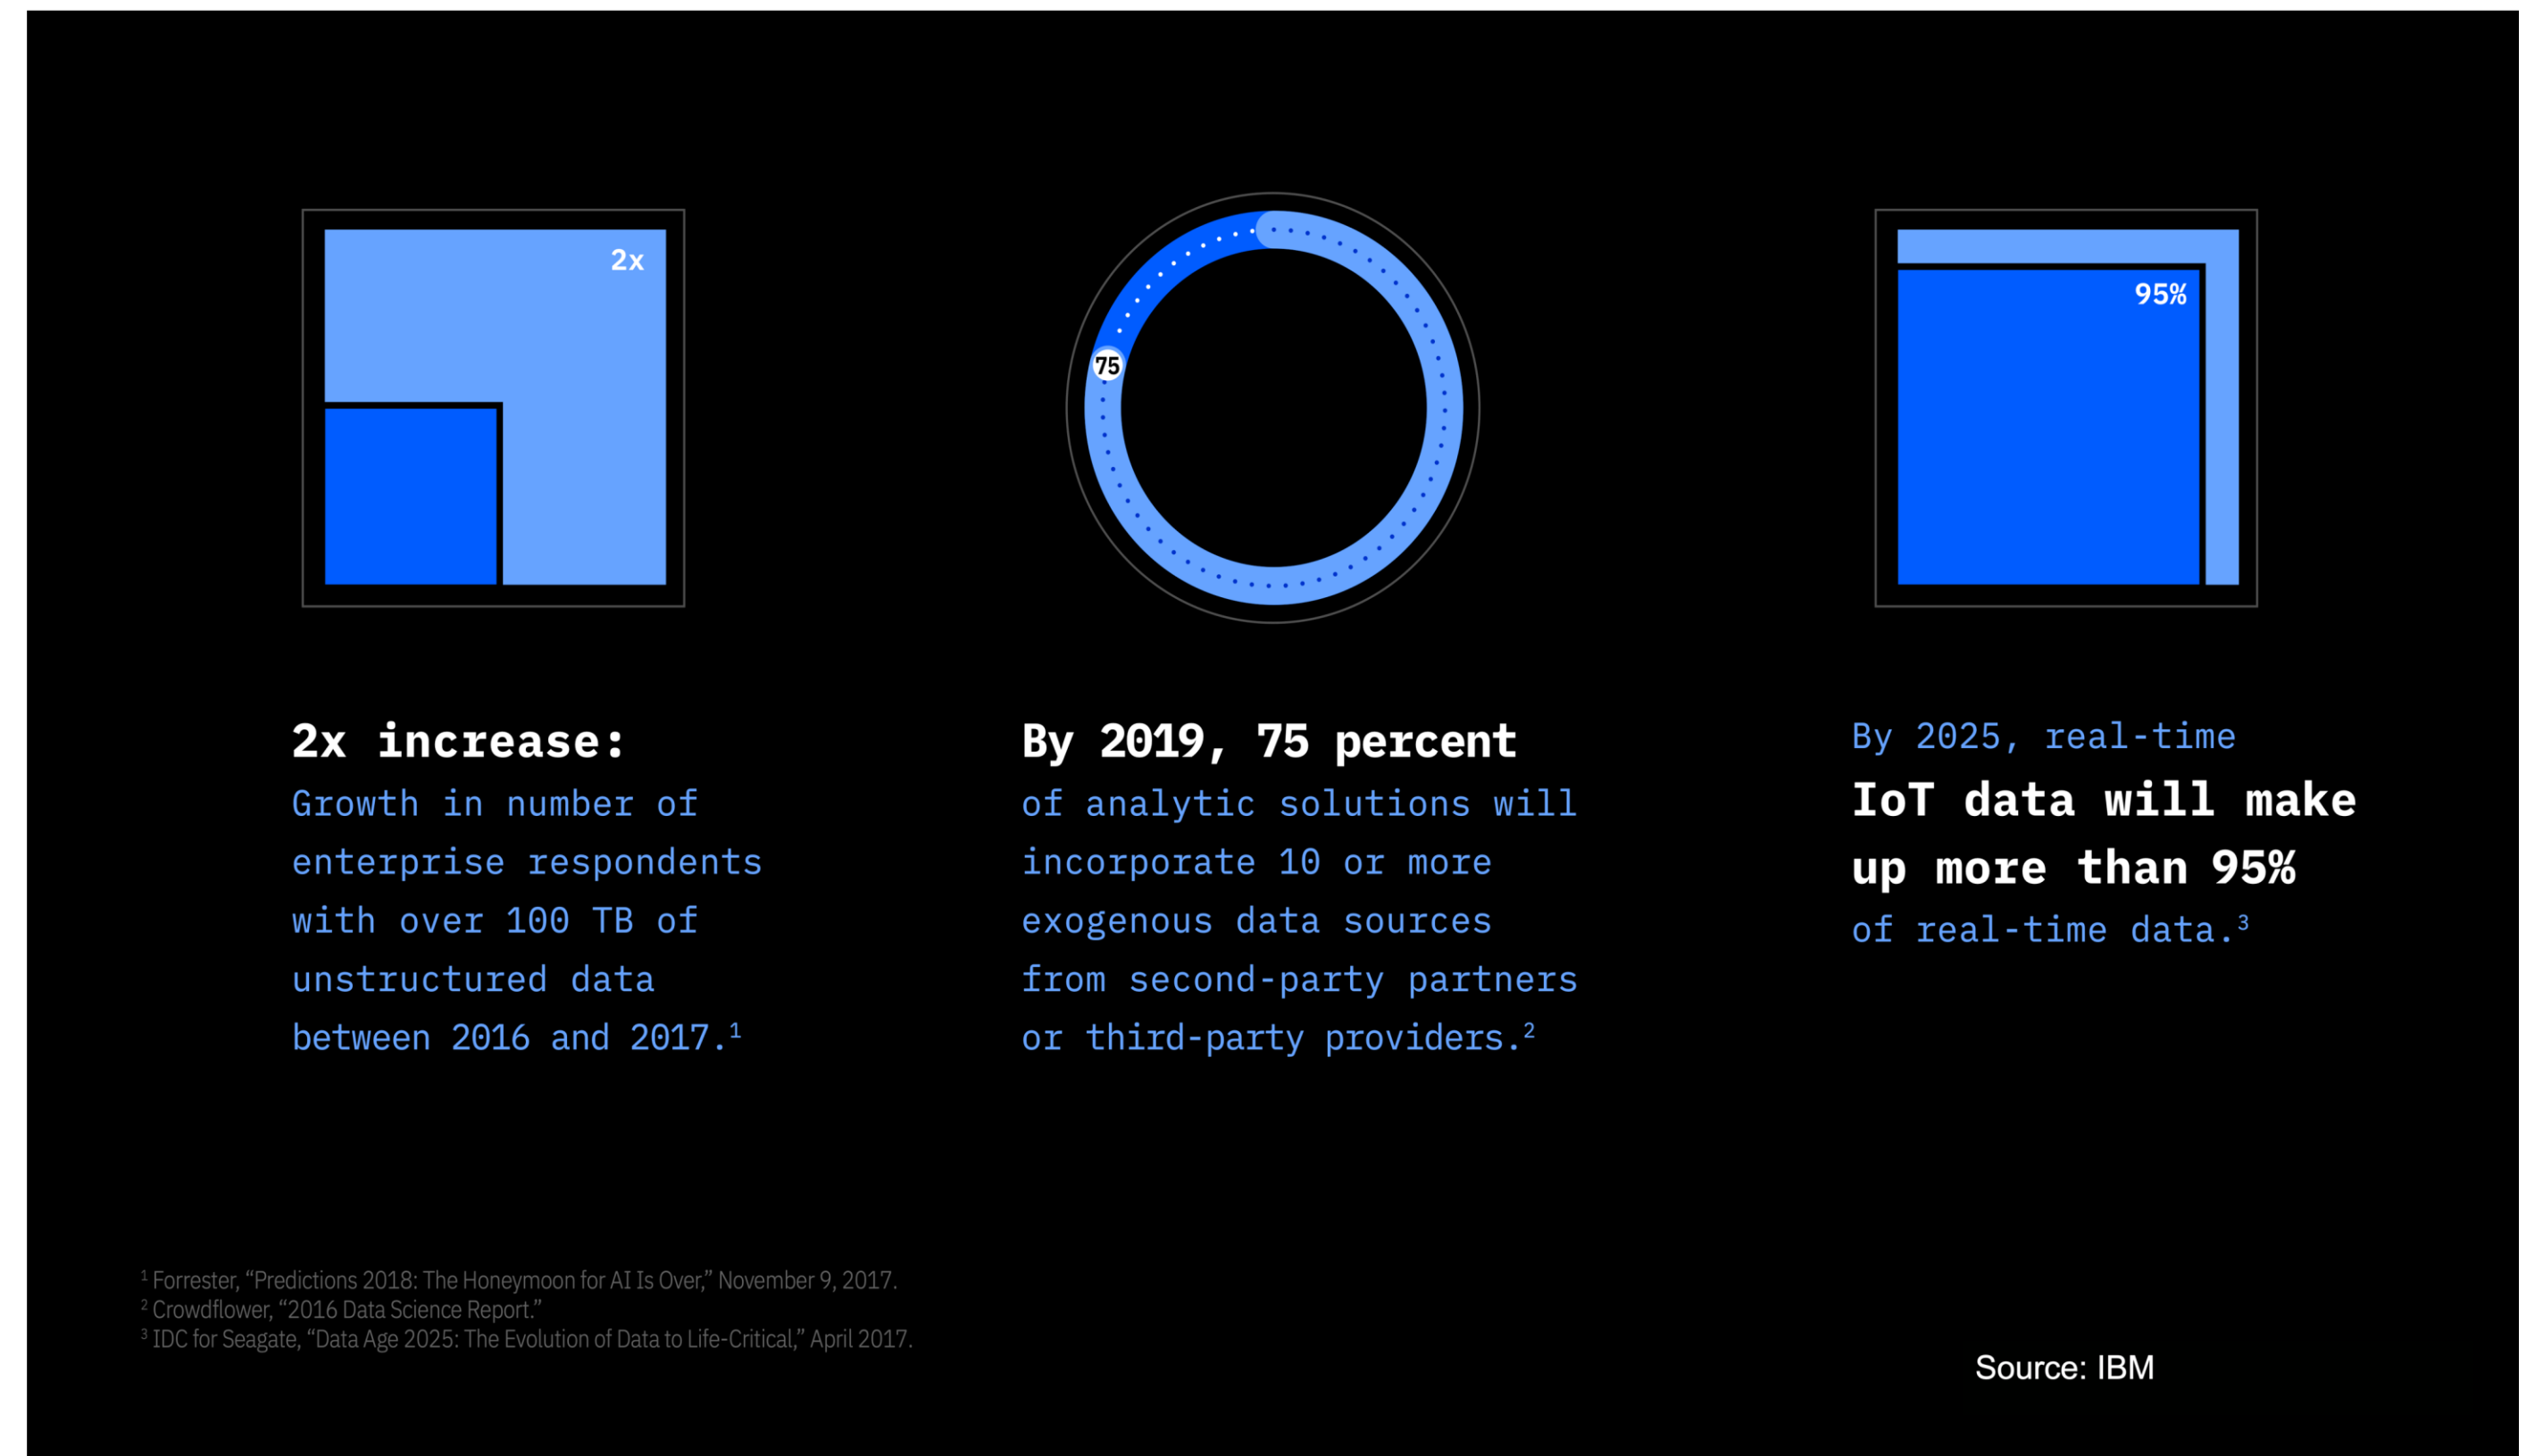 2x
75
95%
2x increase:
Growth in number of
enterprise respondents
with over 100 TB of
unstructured data
between 2016 and 2017.¹
By 2019, 75 percent
of analytic solutions will
incorporate 10 or more
exogenous data sources
from second-party partners
or third-party providers.²
By 2025, real-time
IoT data will make
up more than 95%
of real-time data.³
¹ Forrester, “Predictions 2018: The Honeymoon for AI Is Over,” November 9, 2017.
² Crowdflower, “2016 Data Science Report.”
³ IDC for Seagate, “Data Age 2025: The Evolution of Data to Life-Critical,” April 2017.
Source: IBM